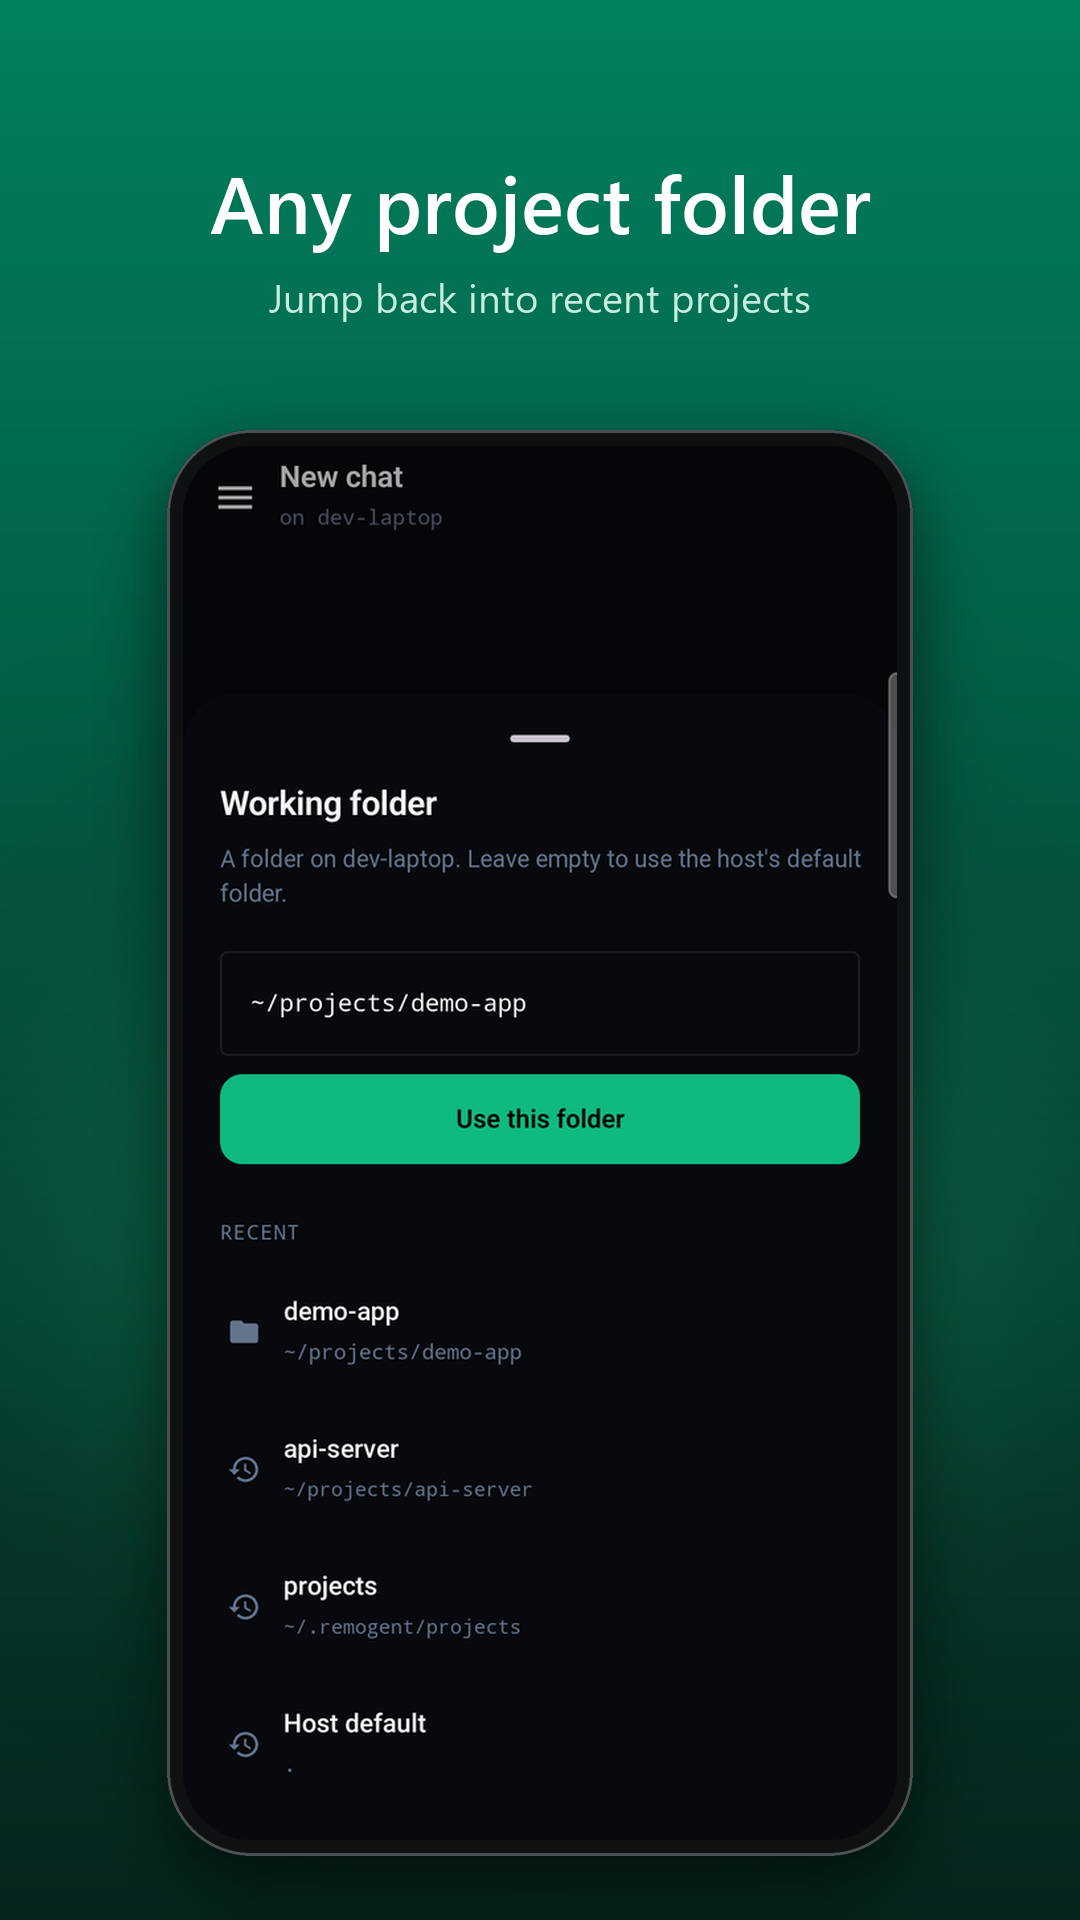 Any project folder
Jump back into recent projects
New chat
on dev-laptop
Working folder
A folder on dev-laptop. Leave empty to use the host's default
folder.
~/projects/demo-app
Use this folder
RECENT
demo-app
~/projects/demo-app
api-server
~/projects/api-server
projects
~/.remogent/projects
Host default
.